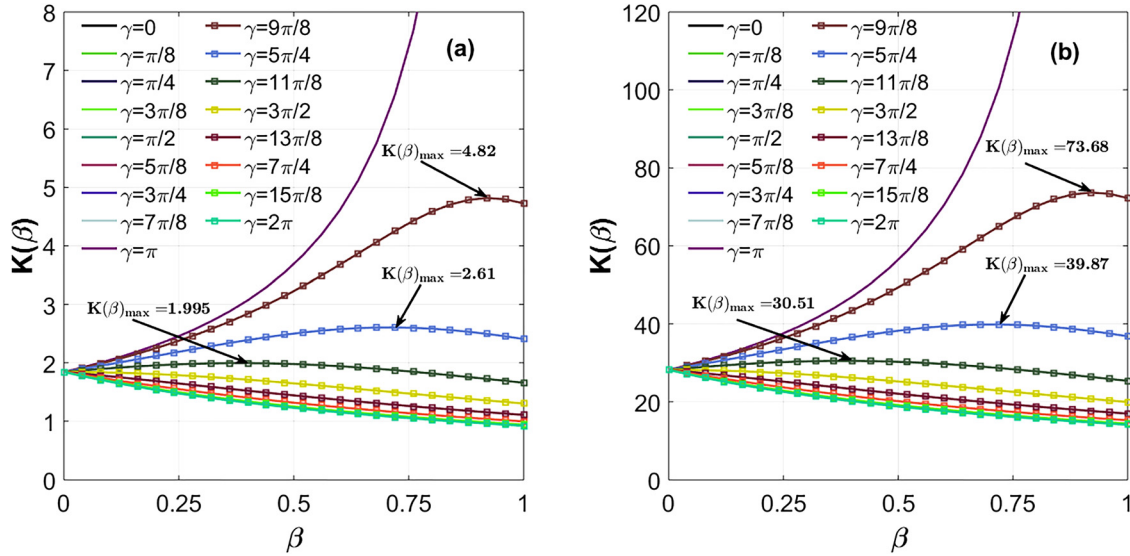 8
7
6
5
4
3
2
1
0
K(β)
0
0.25
0.5
0.75
1
β
(a)
γ=0
γ=π/8
γ=π/4
γ=3π/8
γ=π/2
γ=5π/8
γ=3π/4
γ=7π/8
γ=π
γ=9π/8
γ=5π/4
γ=11π/8
γ=3π/2
γ=13π/8
γ=7π/4
γ=15π/8
γ=2π
K(β)max =4.82
K(β)max =2.61
K(β)max =1.995
120
100
80
60
40
20
0
K(β)
0
0.25
0.5
0.75
1
β
(b)
γ=0
γ=π/8
γ=π/4
γ=3π/8
γ=π/2
γ=5π/8
γ=3π/4
γ=7π/8
γ=π
γ=9π/8
γ=5π/4
γ=11π/8
γ=3π/2
γ=13π/8
γ=7π/4
γ=15π/8
γ=2π
K(β)max =73.68
K(β)max =39.87
K(β)max =30.51